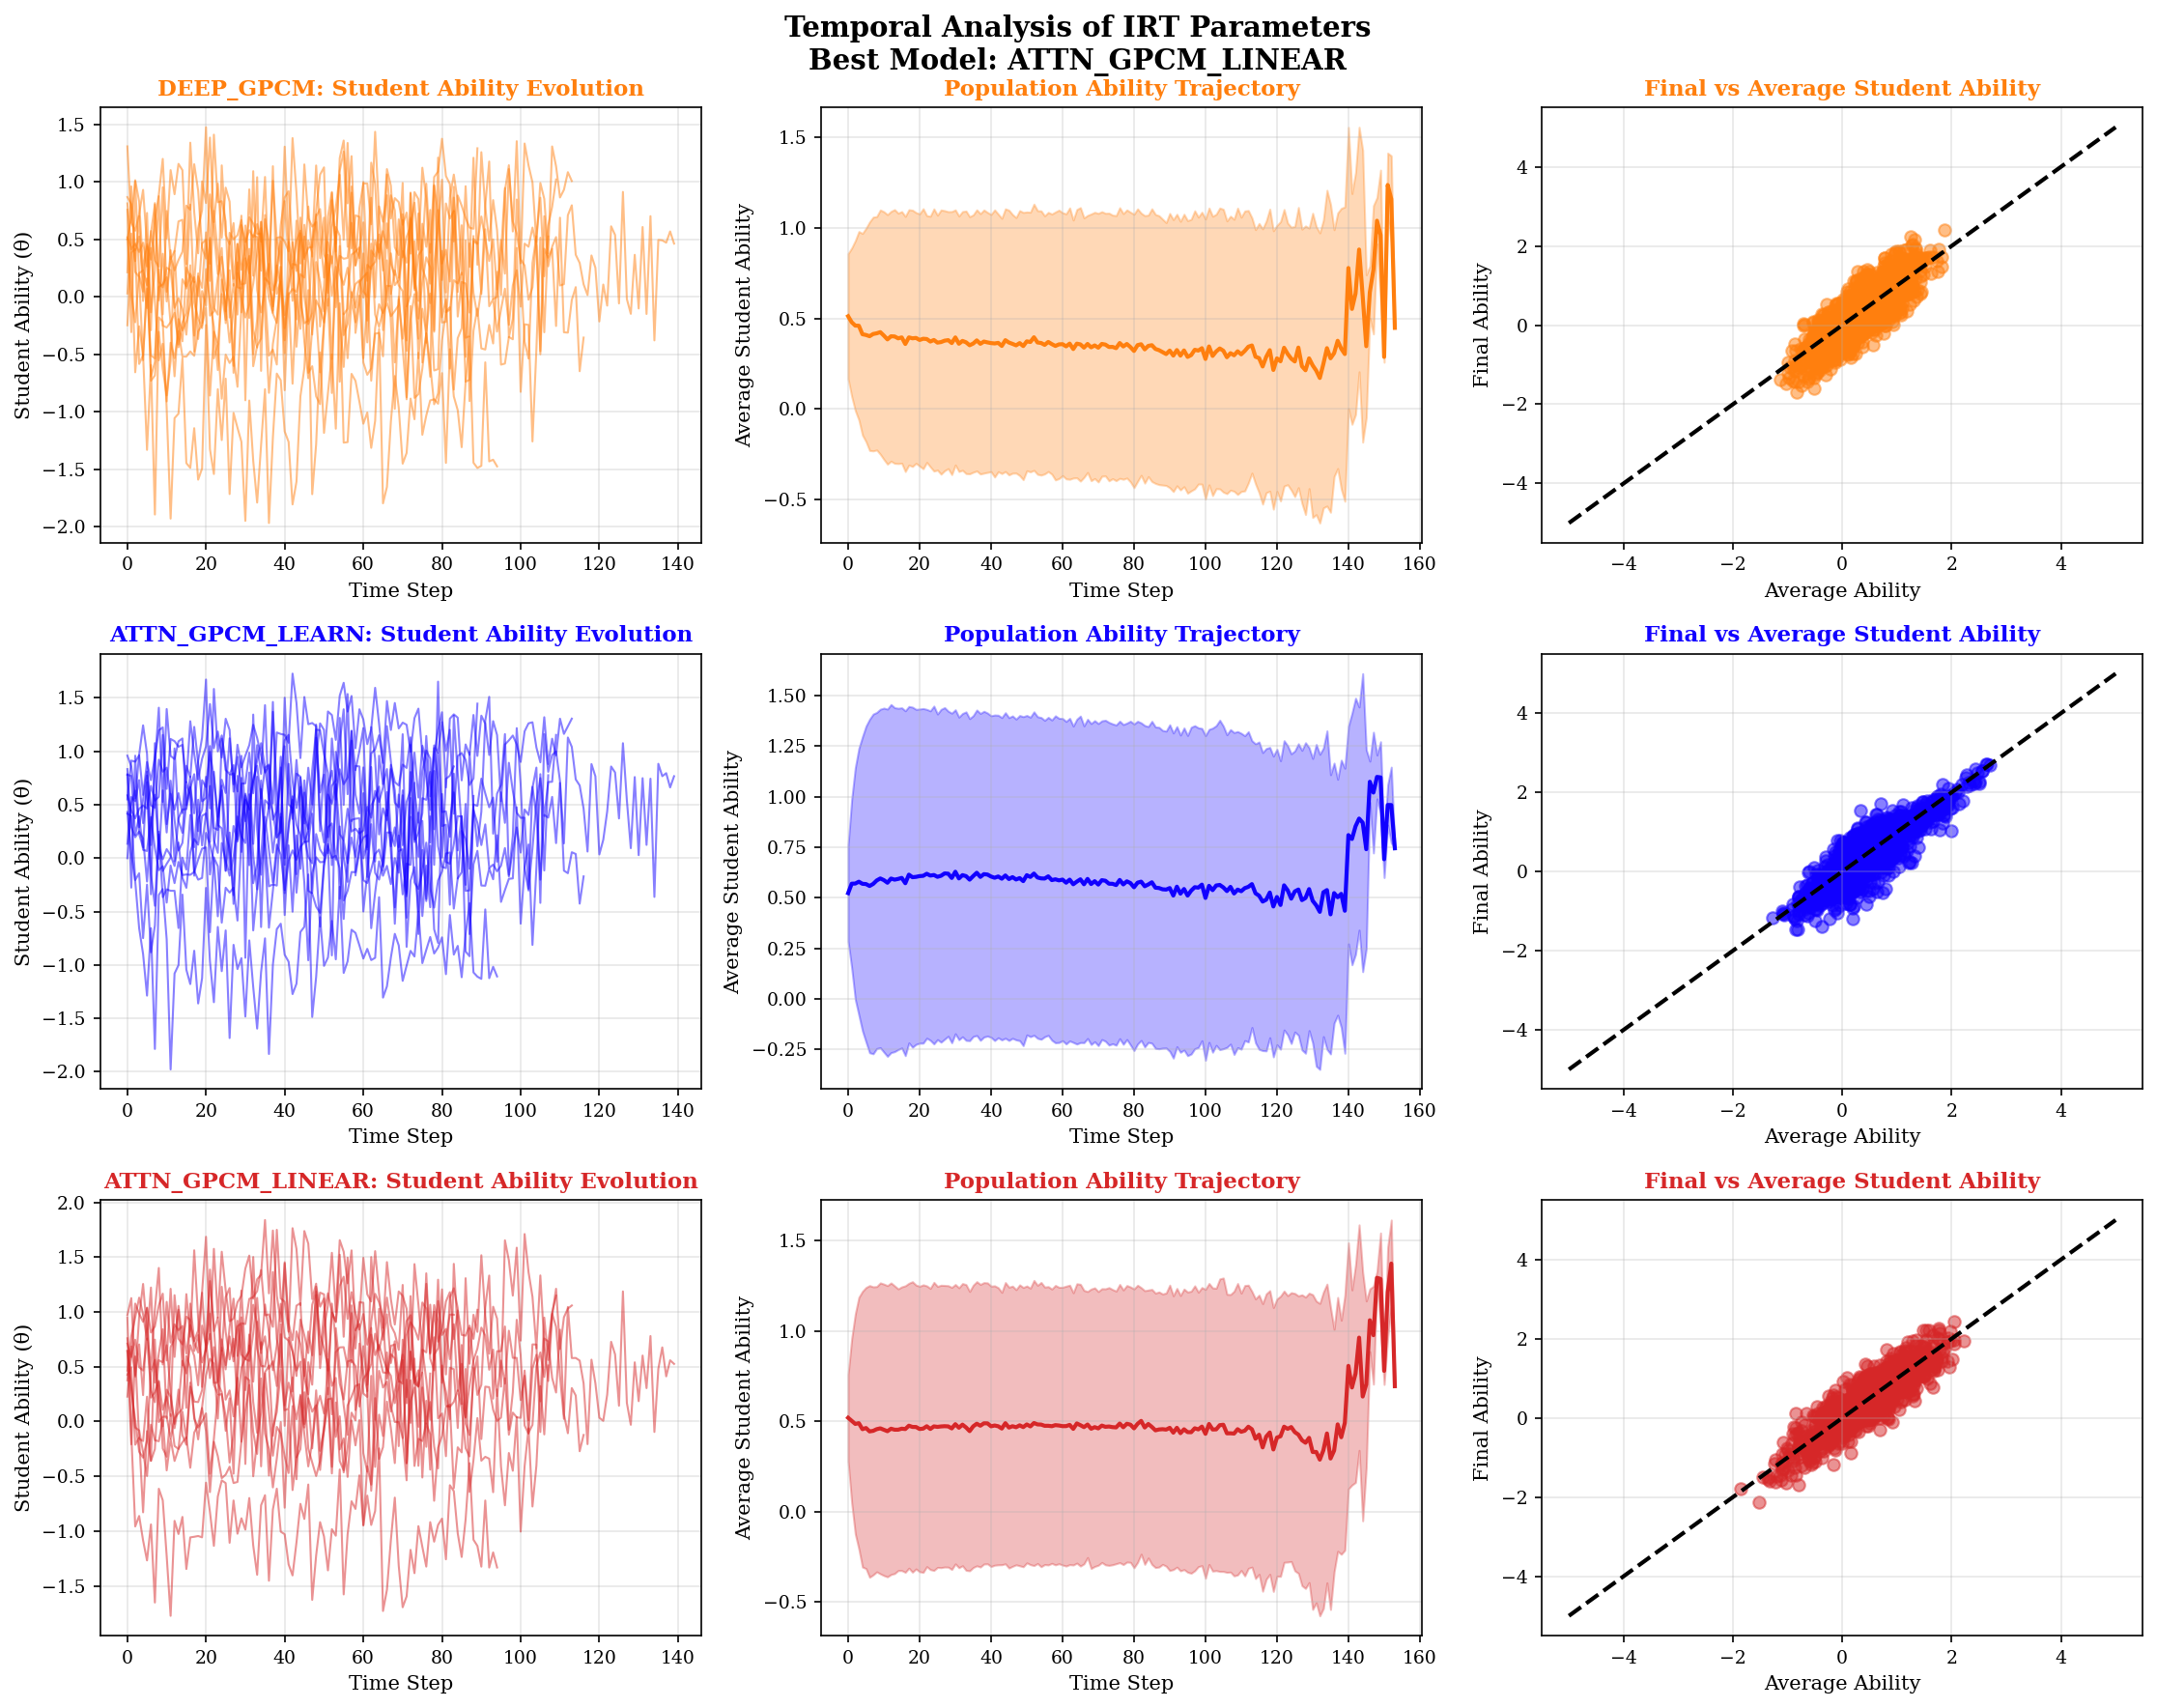 Temporal Analysis of IRT Parameters
Best Model: ATTN_GPCM_LINEAR
DEEP_GPCM: Student Ability Evolution
Student Ability (θ)
1.5
1.0
0.5
0.0
−0.5
−1.0
−1.5
−2.0
0 20 40 60 80 100 120 140
Time Step
Population Ability Trajectory
Average Student Ability
1.5
1.0
0.5
0.0
−0.5
0 20 40 60 80 100 120 140 160
Time Step
Final vs Average Student Ability
Final Ability
4
2
0
−2
−4
−4 −2 0 2 4
Average Ability
ATTN_GPCM_LEARN: Student Ability Evolution
Student Ability (θ)
1.5
1.0
0.5
0.0
−0.5
−1.0
−1.5
−2.0
0 20 40 60 80 100 120 140
Time Step
Population Ability Trajectory
Average Student Ability
1.50
1.25
1.00
0.75
0.50
0.25
0.00
−0.25
0 20 40 60 80 100 120 140 160
Time Step
Final vs Average Student Ability
Final Ability
4
2
0
−2
−4
−4 −2 0 2 4
Average Ability
ATTN_GPCM_LINEAR: Student Ability Evolution
Student Ability (θ)
2.0
1.5
1.0
0.5
0.0
−0.5
−1.0
−1.5
0 20 40 60 80 100 120 140
Time Step
Population Ability Trajectory
Average Student Ability
1.5
1.0
0.5
0.0
−0.5
0 20 40 60 80 100 120 140 160
Time Step
Final vs Average Student Ability
Final Ability
4
2
0
−2
−4
−4 −2 0 2 4
Average Ability